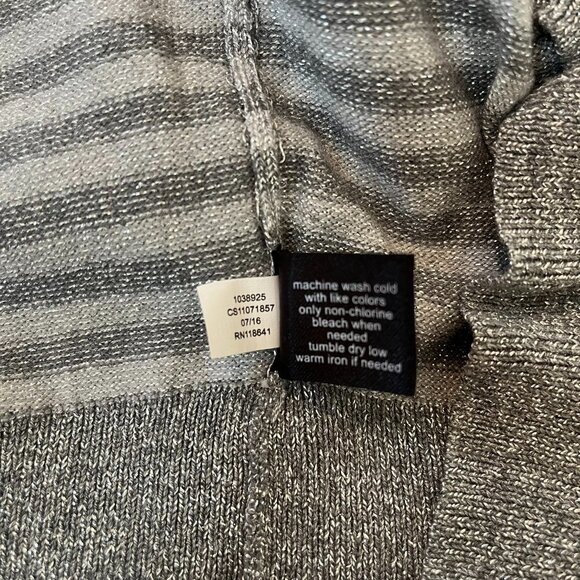 1038925
CS11071857
07/16
RN118641
machine wash cold
with like colors
only non-chlorine
bleach when
needed
tumble dry low
warm iron if needed